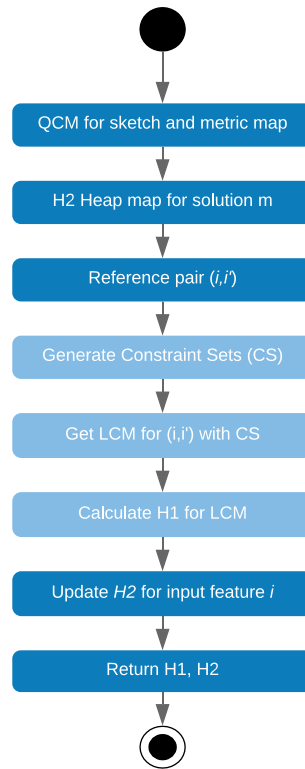 QCM for sketch and metric map
H2 Heap map for solution m
Reference pair (i,i')
Generate Constraint Sets (CS)
Get LCM for (i,i') with CS
Calculate H1 for LCM
Update H2 for input feature i
Return H1, H2